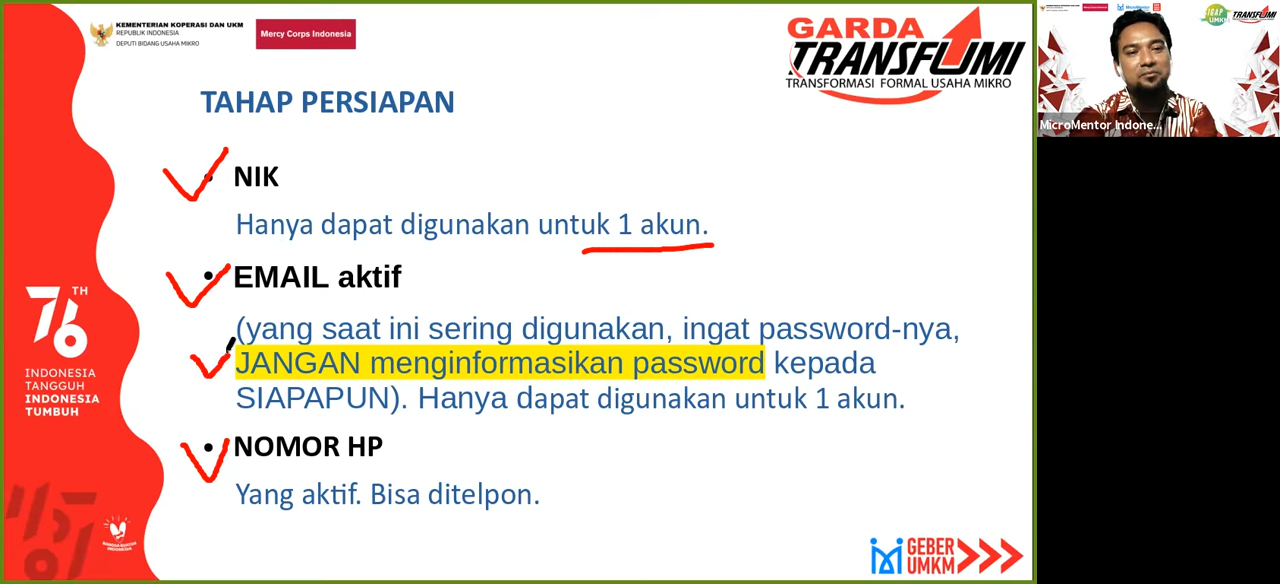 KEMENTERIAN KOPERASI DAN UKM
REPUBLIK INDONESIA
DEPUTI BIDANG USAHA MIKRO
Mercy Corps Indonesia
GARDA
TRANSFUMI
TRANSFORMASI FORMAL USAHA MIKRO
TAHAP PERSIAPAN
• NIK
Hanya dapat digunakan untuk 1 akun.
• EMAIL aktif
(yang saat ini sering digunakan, ingat password-nya,
JANGAN menginformasikan password kepada
SIAPAPUN). Hanya dapat digunakan untuk 1 akun.
• NOMOR HP
Yang aktif. Bisa ditelpon.
76 TH
INDONESIA
TANGGUH
INDONESIA
TUMBUH
GEBER
UMKM
MicroMentor
IGAP
UMKM
TRANSFUMI
MicroMentor Indone...